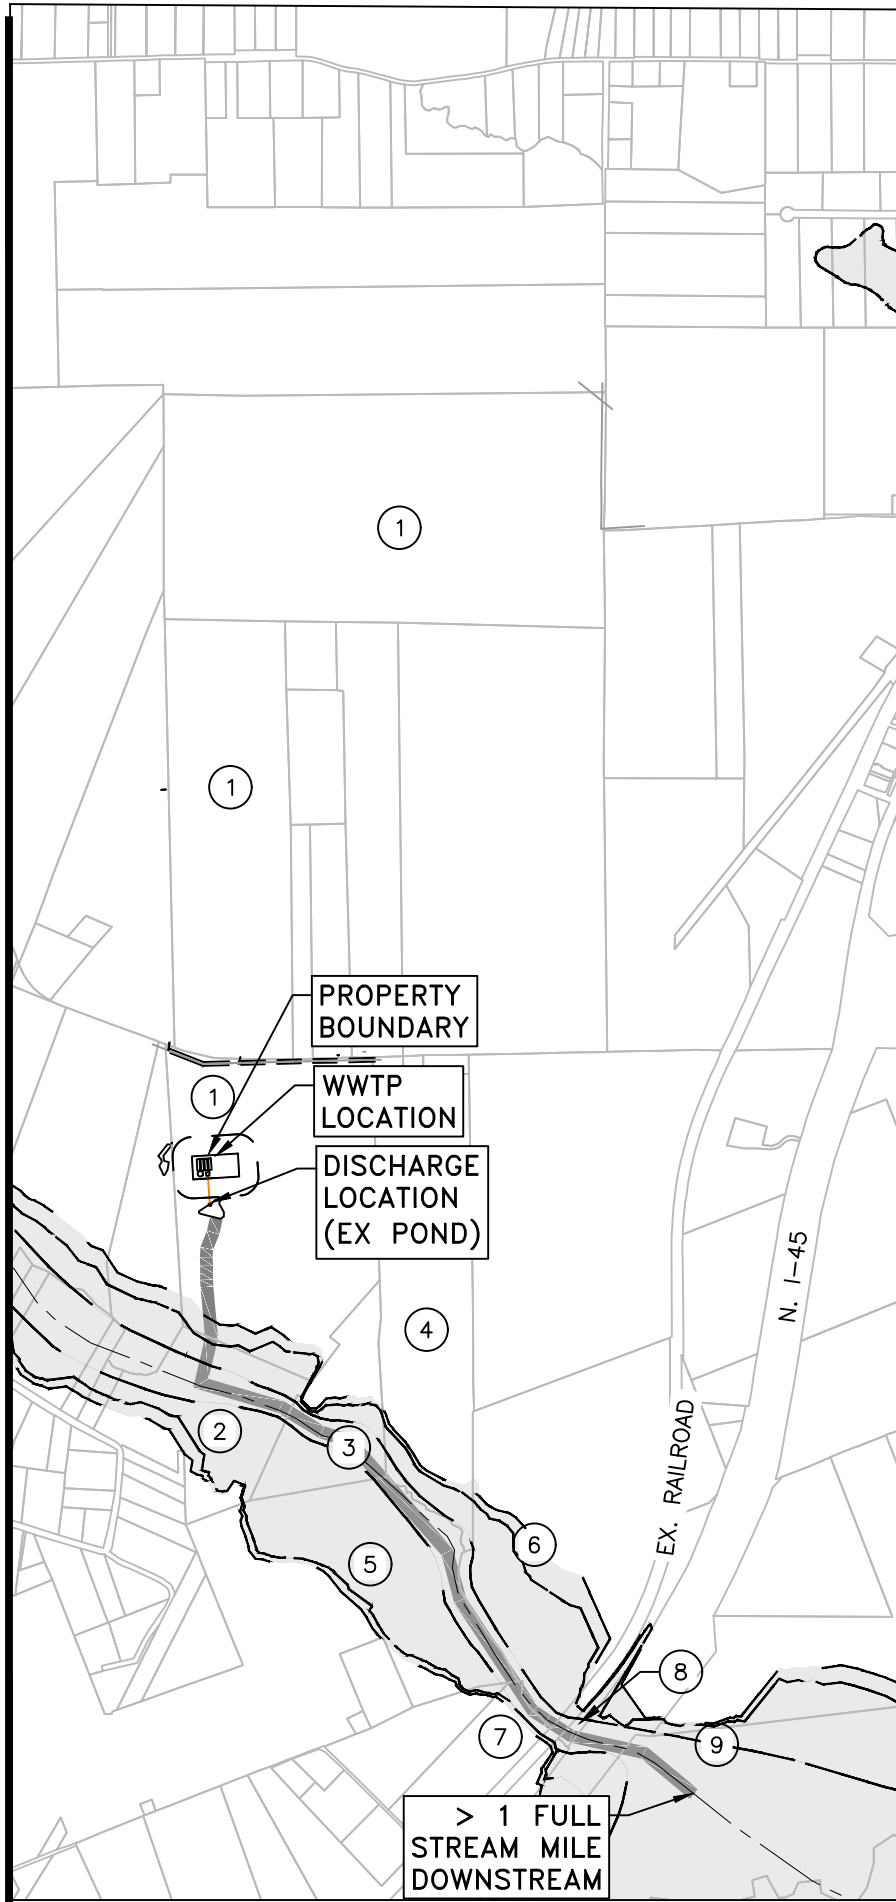 1
1
PROPERTY
BOUNDARY
1
WWTP
LOCATION
DISCHARGE
LOCATION
(EX POND)
N. I-45
4
EX. RAILROAD
2
3
6
5
8
7
9
> 1 FULL
STREAM MILE
DOWNSTREAM